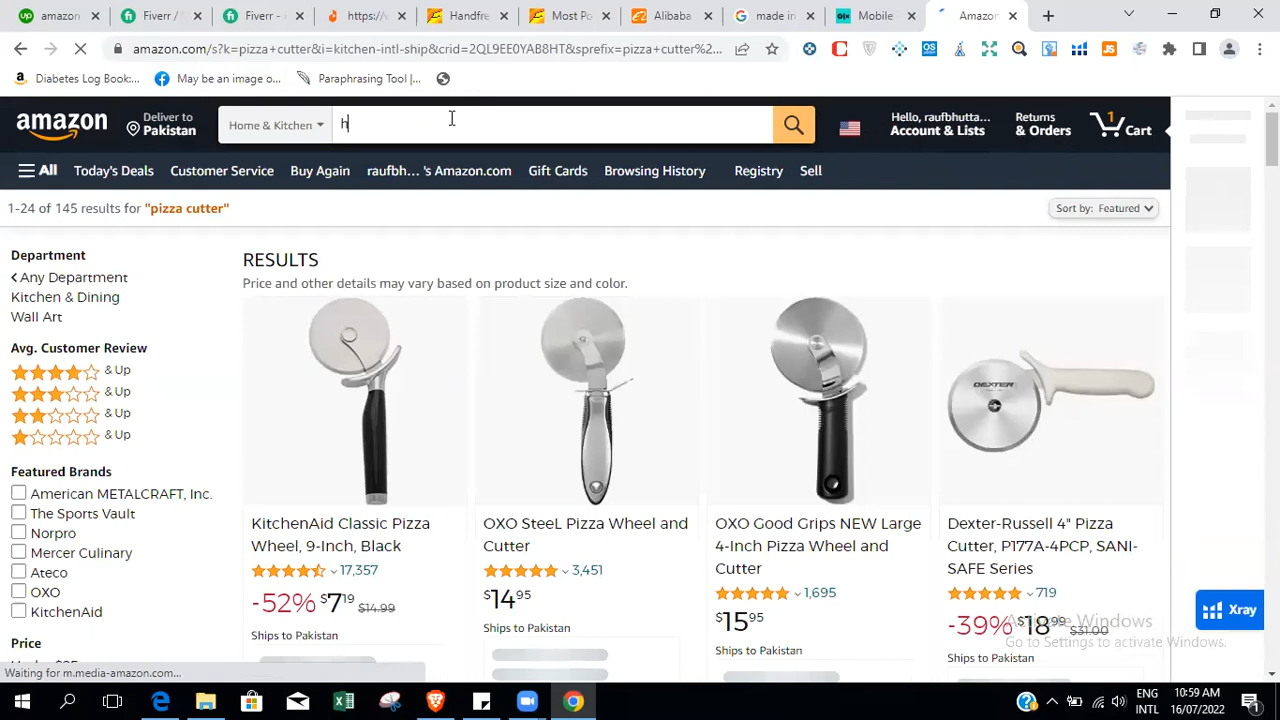 amazon
Fiverr /
Fiverr -
https://v
Handfre
Most Po
Alibaba
made in
Mobile
Amazon
amazon.com/s?k=pizza+cutter&i=kitchen-intl-ship&crid=2QL9EE0YAB8HT&sprefix=pizza+cutter%2...
Diabetes Log Book:...
May be an image o...
Paraphrasing Tool |...
amazon
Deliver to
Pakistan
Home & Kitchen
h
Hello, raufbhutta...
Account & Lists
Returns
& Orders
1
Cart
All
Today's Deals
Customer Service
Buy Again
raufbh... 's Amazon.com
Gift Cards
Browsing History
Registry
Sell
1-24 of 145 results for "pizza cutter"
Sort by: Featured
Department
Any Department
Kitchen & Dining
Wall Art
Avg. Customer Review
& Up
& Up
& Up
& Up
Featured Brands
American METALCRAFT, Inc.
The Sports Vault
Norpro
Mercer Culinary
Ateco
OXO
KitchenAid
Price
RESULTS
Price and other details may vary based on product size and color.
KitchenAid Classic Pizza
Wheel, 9-Inch, Black
17,357
-52% $7 19 $14.99
Ships to Pakistan
OXO SteeL Pizza Wheel and
Cutter
3,451
$14 95
Ships to Pakistan
OXO Good Grips NEW Large
4-Inch Pizza Wheel and
Cutter
1,695
$15 95
Ships to Pakistan
DEXTER
Dexter-Russell 4" Pizza
Cutter, P177A-4PCP, SANI-
SAFE Series
719
-39% $18 99 $31.00
Ships to Pakistan
Xray
Activate Windows
Go to Settings to activate Windows.
Waiting for m.media-amazon.com...
ENG
INTL
10:59 AM
16/07/2022